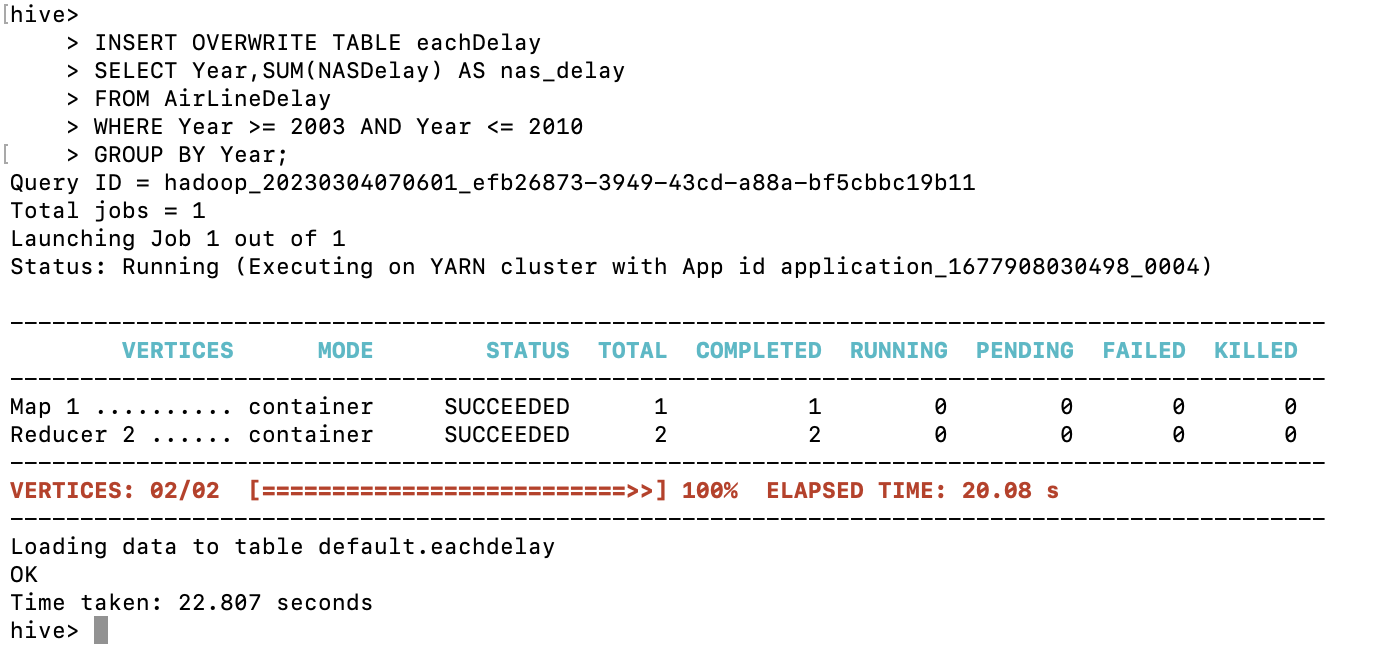 [hive>
    > INSERT OVERWRITE TABLE eachDelay
    > SELECT Year,SUM(NASDelay) AS nas_delay
    > FROM AirLineDelay
    > WHERE Year >= 2003 AND Year <= 2010
[    > GROUP BY Year;
Query ID = hadoop_20230304070601_efb26873-3949-43cd-a88a-bf5cbbc19b11
Total jobs = 1
Launching Job 1 out of 1
Status: Running (Executing on YARN cluster with App id application_1677908030498_0004)

----------------------------------------------------------------------------------------------
        VERTICES      MODE        STATUS  TOTAL  COMPLETED  RUNNING  PENDING  FAILED  KILLED
----------------------------------------------------------------------------------------------
Map 1 .......... container     SUCCEEDED      1          1        0        0       0       0
Reducer 2 ...... container     SUCCEEDED      2          2        0        0       0       0
----------------------------------------------------------------------------------------------
VERTICES: 02/02  [==========================>>] 100%  ELAPSED TIME: 20.08 s
----------------------------------------------------------------------------------------------
Loading data to table default.eachdelay
OK
Time taken: 22.807 seconds
hive>